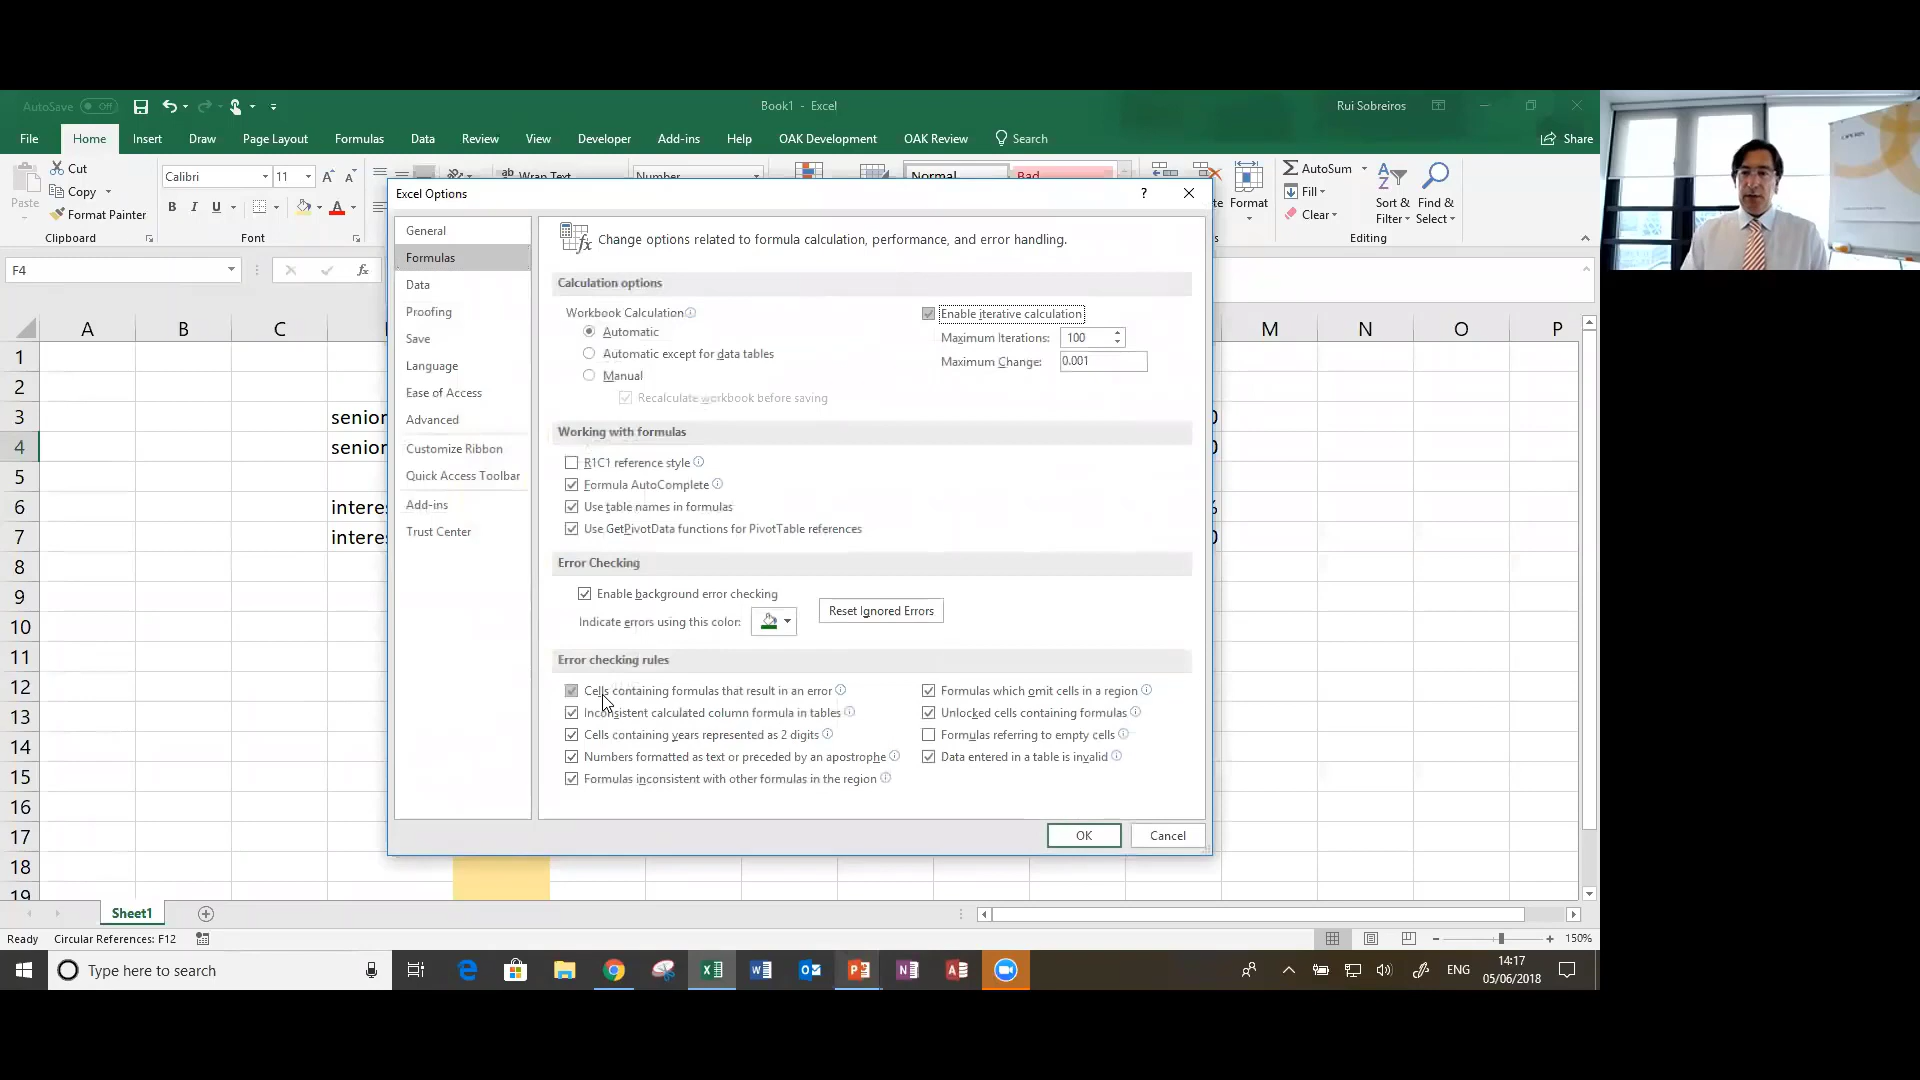 AutoSave Off
Book1 - Excel
Rui Sobreiros
File Home Insert Draw Page Layout Formulas Data Review View Developer Add-ins Help OAK Development OAK Review Search Share
Paste
Cut
Copy
Format Painter
Clipboard
Calibri 11
B I U
Font
Wrap Text
Number
Normal Bad
Format
AutoSum
Fill
Clear
Sort & Filter
Find & Select
Editing
F4
fx
A B C M N O P
1
2
3 senior 0
4 senior 0
5
6 interes %
7 interes 0
8
9
10
11
12
13
14
15
16
17
18
19
Excel Options
?
General
Formulas
Data
Proofing
Save
Language
Ease of Access
Advanced
Customize Ribbon
Quick Access Toolbar
Add-ins
Trust Center
Change options related to formula calculation, performance, and error handling.
Calculation options
Workbook Calculation
Automatic
Automatic except for data tables
Manual
Recalculate workbook before saving
Enable iterative calculation
Maximum Iterations: 100
Maximum Change: 0.001
Working with formulas
R1C1 reference style
Formula AutoComplete
Use table names in formulas
Use GetPivotData functions for PivotTable references
Error Checking
Enable background error checking
Indicate errors using this color:
Reset Ignored Errors
Error checking rules
Cells containing formulas that result in an error
Inconsistent calculated column formula in tables
Cells containing years represented as 2 digits
Numbers formatted as text or preceded by an apostrophe
Formulas inconsistent with other formulas in the region
Formulas which omit cells in a region
Unlocked cells containing formulas
Formulas referring to empty cells
Data entered in a table is invalid
OK Cancel
Sheet1
Ready Circular References: F12
150%
Type here to search
ENG
14:17
05/06/2018